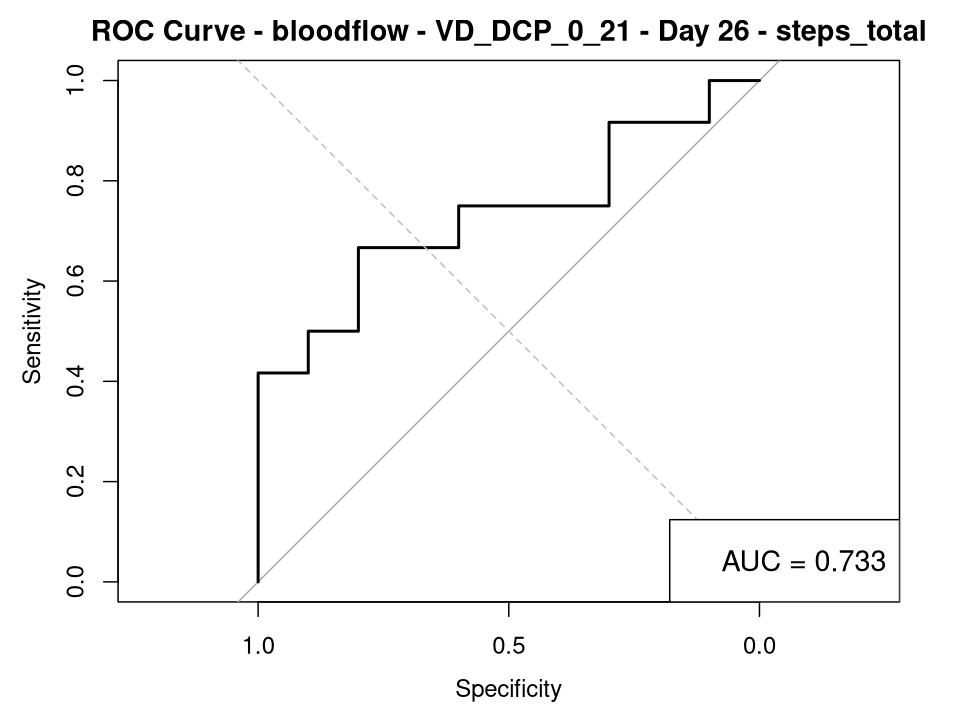 ROC Curve - bloodflow - VD_DCP_0_21 - Day 26 - steps_total
1.0
0.8
0.6
0.4
0.2
0.0
Sensitivity
AUC = 0.733
1.0 0.5 0.0
Specificity